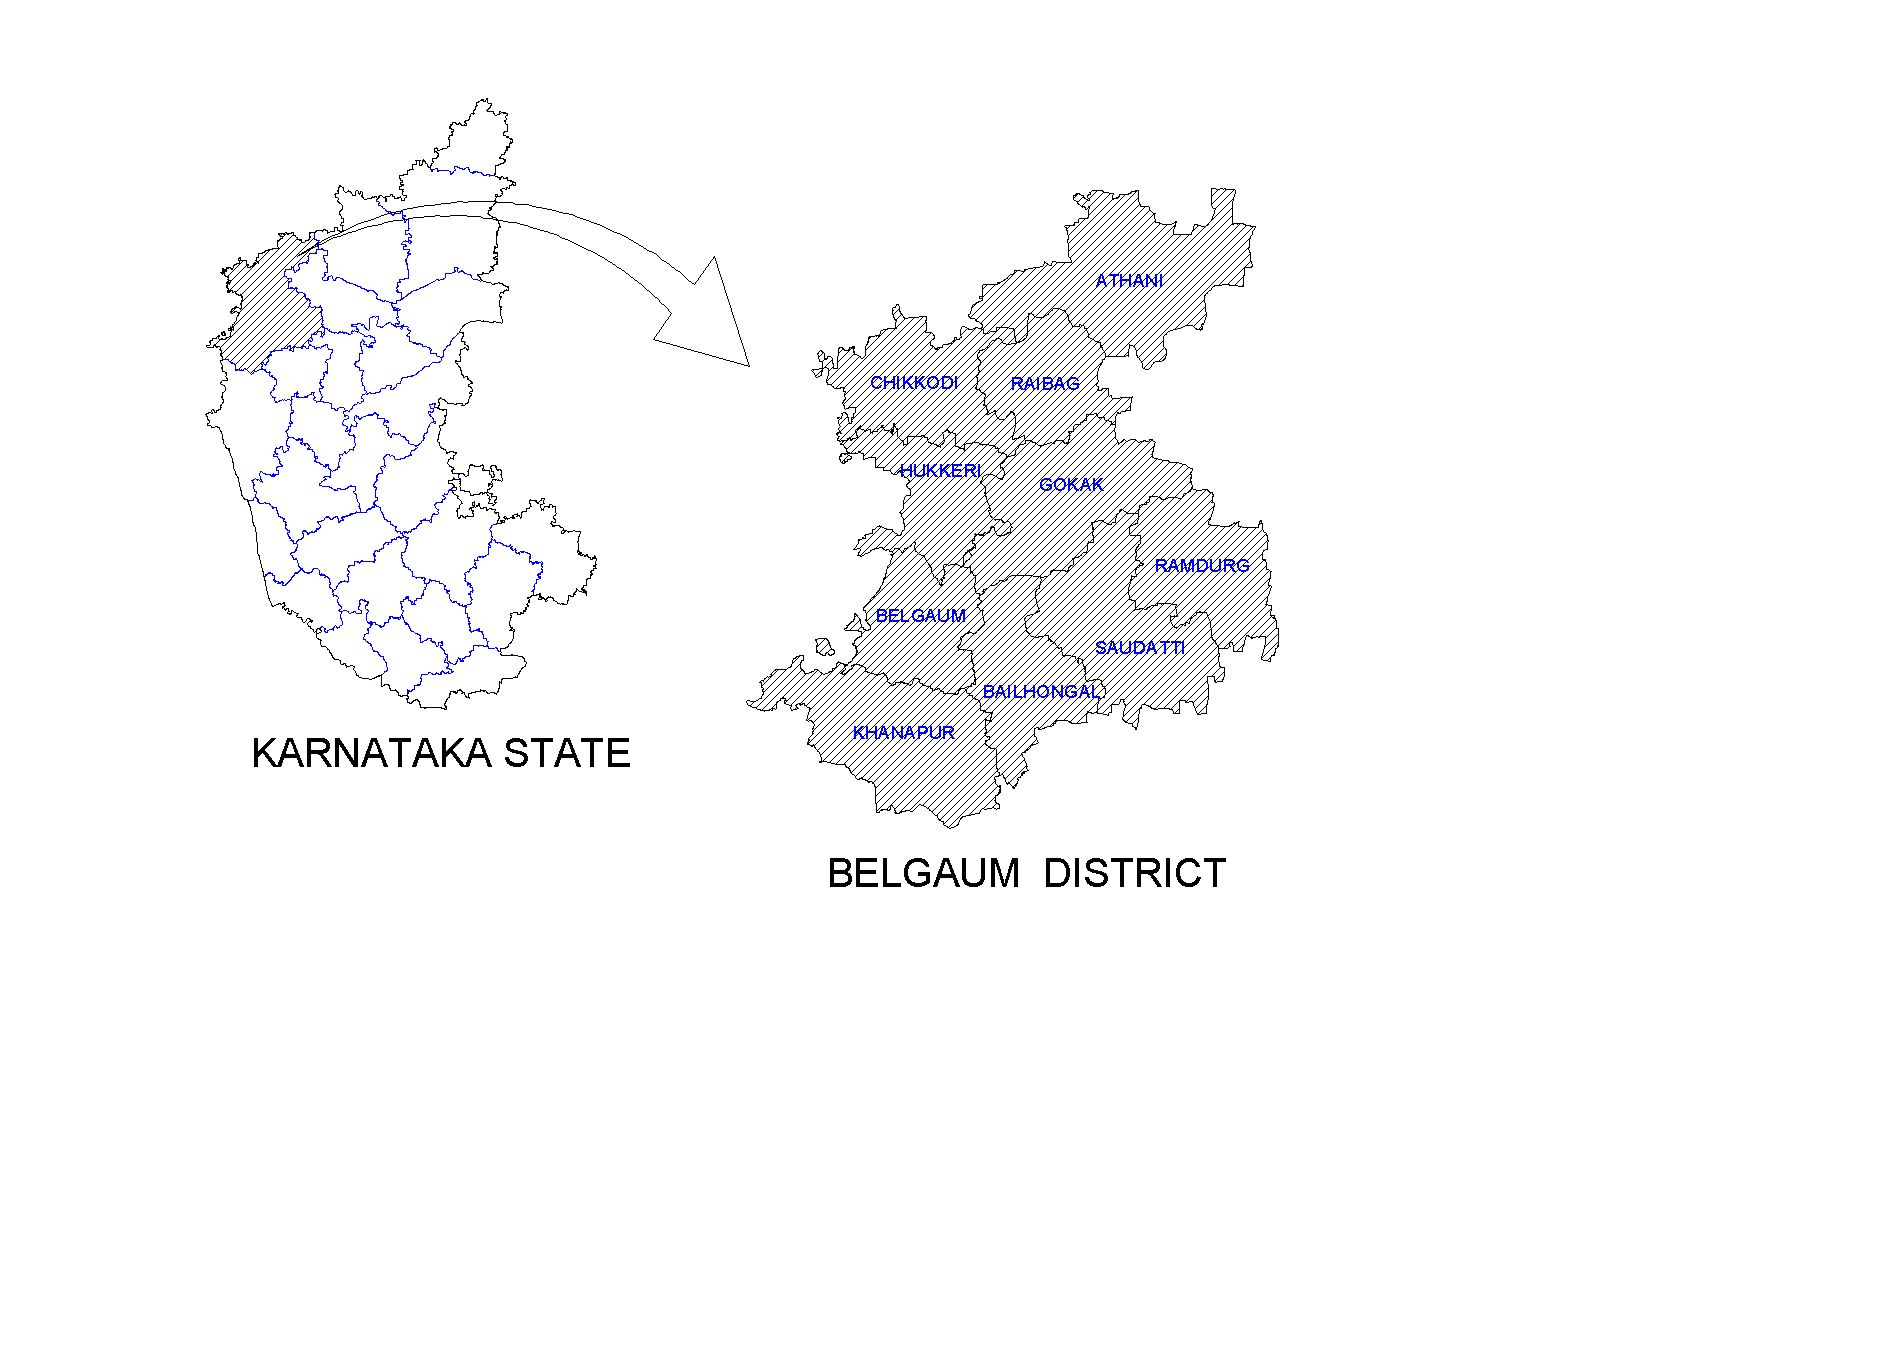 ATHANI
CHIKKODI
RAIBAG
HUKKERI
GOKAK
RAMDURG
BELGAUM
SAUDATTI
BAILHONGAL
KHANAPUR
KARNATAKA STATE
BELGAUM DISTRICT